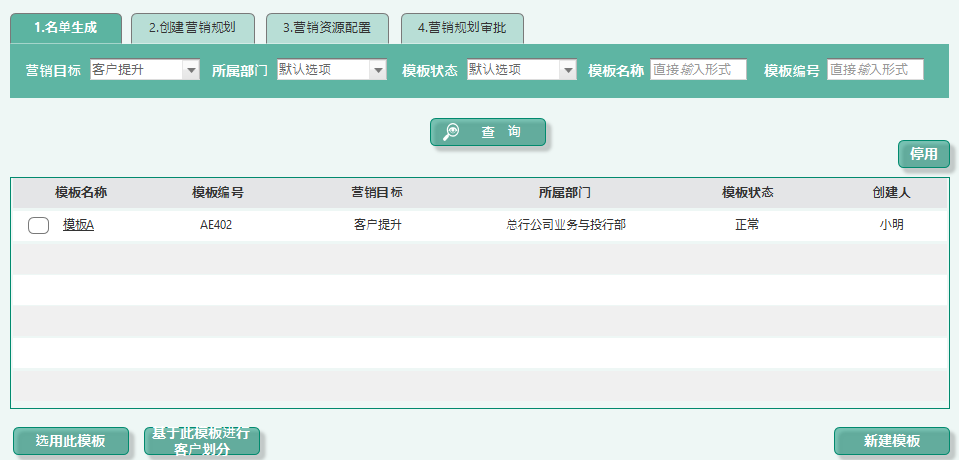 1.名单生成 2.创建营销规划 3.营销资源配置 4.营销规划审批
营销目标 客户提升 所属部门 默认选项 模板状态 默认选项 模板名称 直接输入形式 模板编号 直接输入形式
查 询
停用
模板名称 模板编号 营销目标 所属部门 模板状态 创建人
模板A AE402 客户提升 总行公司业务与投行部 正常 小明
选用此模板 基于此模板进行
客户划分 新建模板